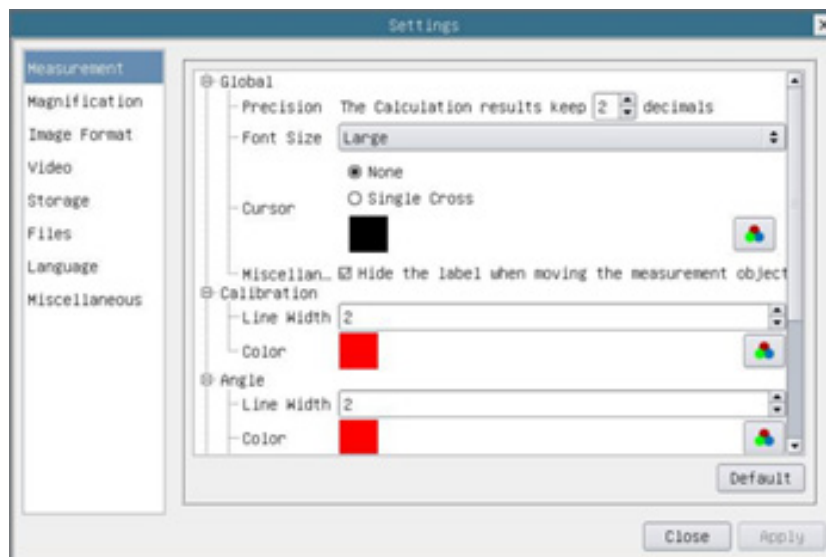 Settings
Measurement
Magnification
Image Format
Video
Storage
Files
Language
Miscellaneous
Global
Precision The Calculation results keep 2 decimals
Font Size Large
None
Single Cross
Cursor
Miscellan… Hide the label when moving the measurement object
Calibration
Line Width 2
Color
Angle
Line Width 2
Color
Default
Close Apply